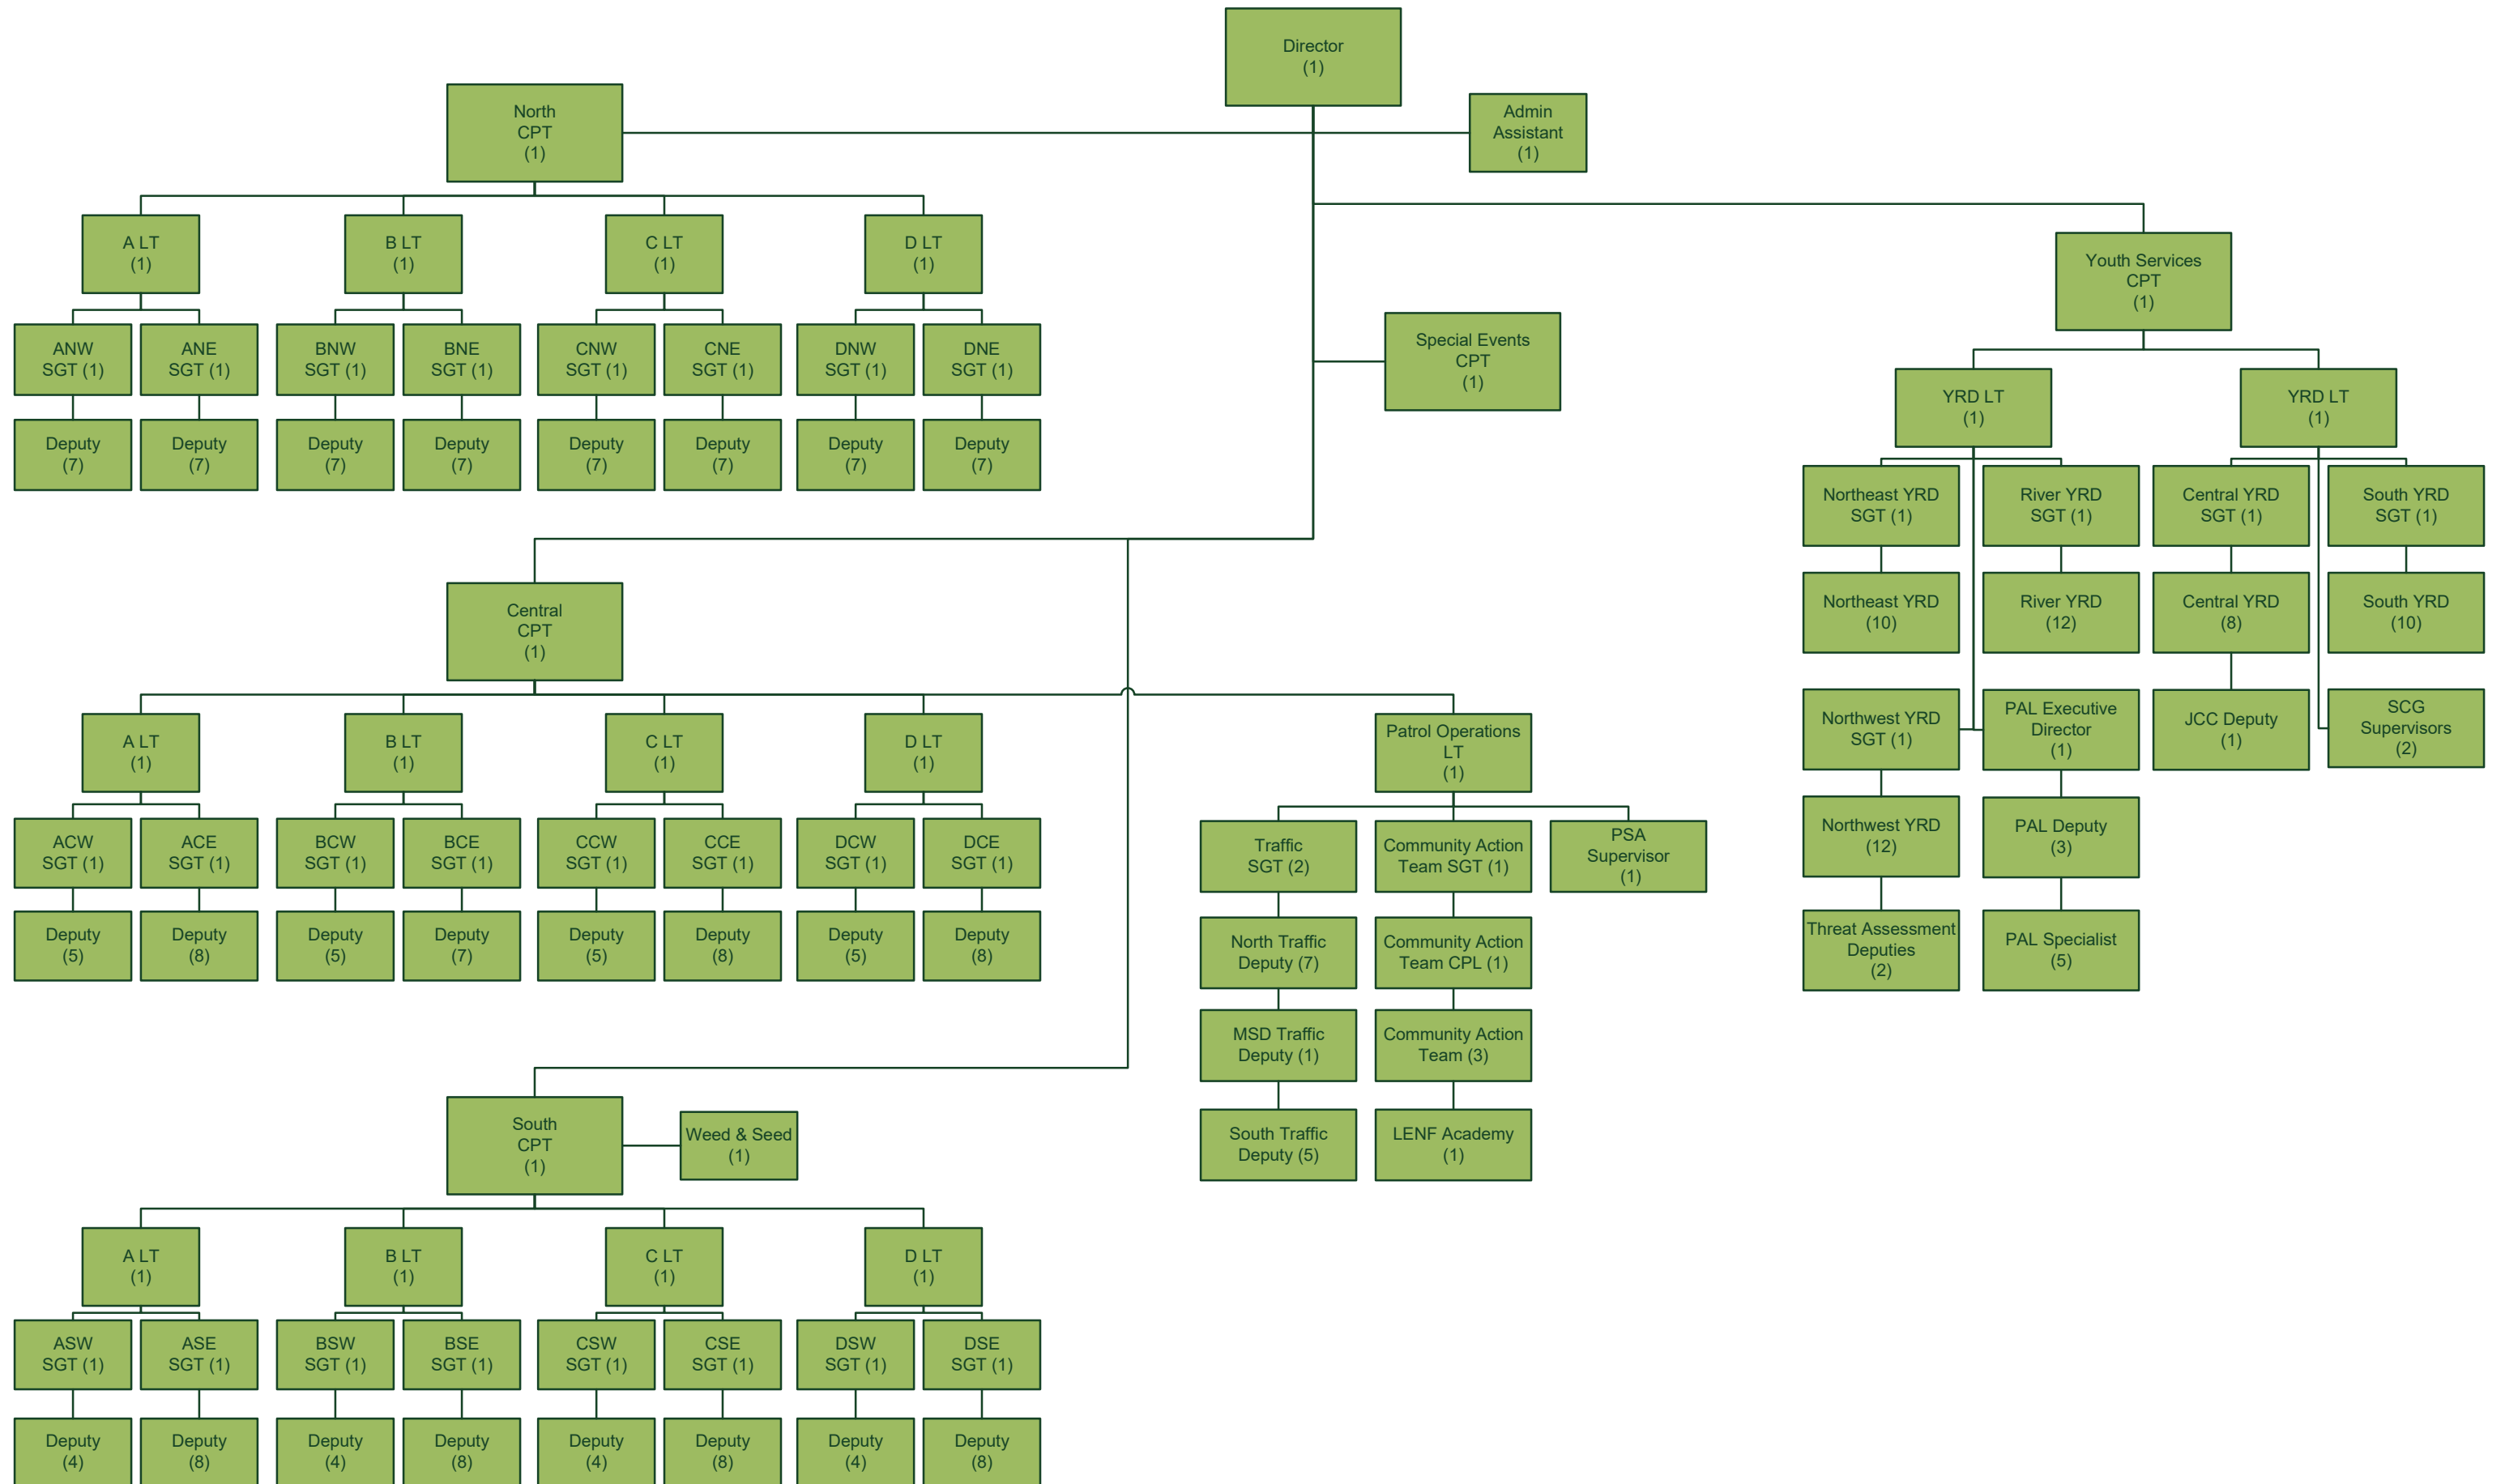 Director
(1)
North
CPT
(1)
Admin
Assistant
(1)
A LT
(1)
B LT
(1)
C LT
(1)
D LT
(1)
ANW
SGT (1)
ANE
SGT (1)
BNW
SGT (1)
BNE
SGT (1)
CNW
SGT (1)
CNE
SGT (1)
DNW
SGT (1)
DNE
SGT (1)
Deputy
(7)
Deputy
(7)
Deputy
(7)
Deputy
(7)
Deputy
(7)
Deputy
(7)
Deputy
(7)
Deputy
(7)
Special Events
CPT
(1)
Youth Services
CPT
(1)
YRD LT
(1)
YRD LT
(1)
Northeast YRD
SGT (1)
River YRD
SGT (1)
Central YRD
SGT (1)
South YRD
SGT (1)
Northeast YRD
(10)
River YRD
(12)
Central YRD
(8)
South YRD
(10)
Northwest YRD
SGT (1)
PAL Executive
Director
(1)
JCC Deputy
(1)
SCG
Supervisors
(2)
Northwest YRD
(12)
PAL Deputy
(3)
Threat Assessment
Deputies
(2)
PAL Specialist
(5)
Central
CPT
(1)
A LT
(1)
B LT
(1)
C LT
(1)
D LT
(1)
Patrol Operations
LT
(1)
ACW
SGT (1)
ACE
SGT (1)
BCW
SGT (1)
BCE
SGT (1)
CCW
SGT (1)
CCE
SGT (1)
DCW
SGT (1)
DCE
SGT (1)
Deputy
(5)
Deputy
(8)
Deputy
(5)
Deputy
(7)
Deputy
(5)
Deputy
(8)
Deputy
(5)
Deputy
(8)
Traffic
SGT (2)
Community Action
Team SGT (1)
PSA
Supervisor
(1)
North Traffic
Deputy (7)
Community Action
Team CPL (1)
MSD Traffic
Deputy (1)
Community Action
Team (3)
South Traffic
Deputy (5)
LENF Academy
(1)
South
CPT
(1)
Weed & Seed
(1)
A LT
(1)
B LT
(1)
C LT
(1)
D LT
(1)
ASW
SGT (1)
ASE
SGT (1)
BSW
SGT (1)
BSE
SGT (1)
CSW
SGT (1)
CSE
SGT (1)
DSW
SGT (1)
DSE
SGT (1)
Deputy
(4)
Deputy
(8)
Deputy
(4)
Deputy
(8)
Deputy
(4)
Deputy
(8)
Deputy
(4)
Deputy
(8)